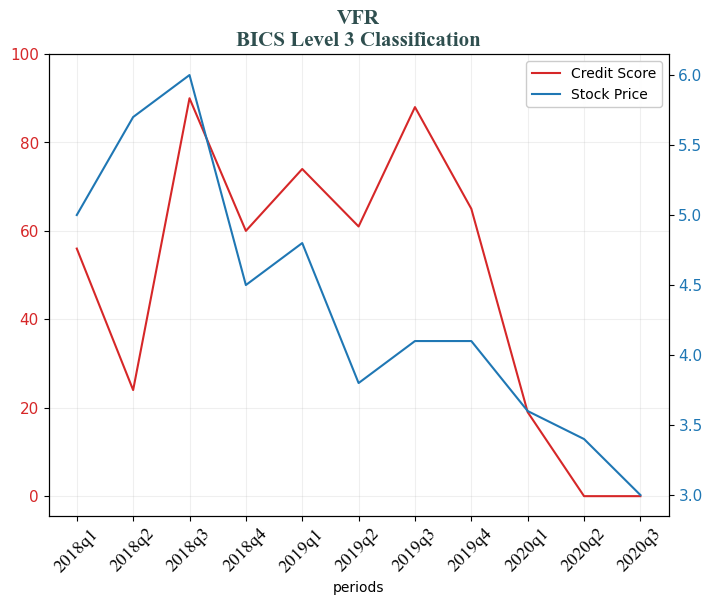 VFR
BICS Level 3 Classification
Credit Score
Stock Price
100
80
60
40
20
0
6.0
5.5
5.0
4.5
4.0
3.5
3.0
2018q1
2018q2
2018q3
2018q4
2019q1
2019q2
2019q3
2019q4
2020q1
2020q2
2020q3
periods